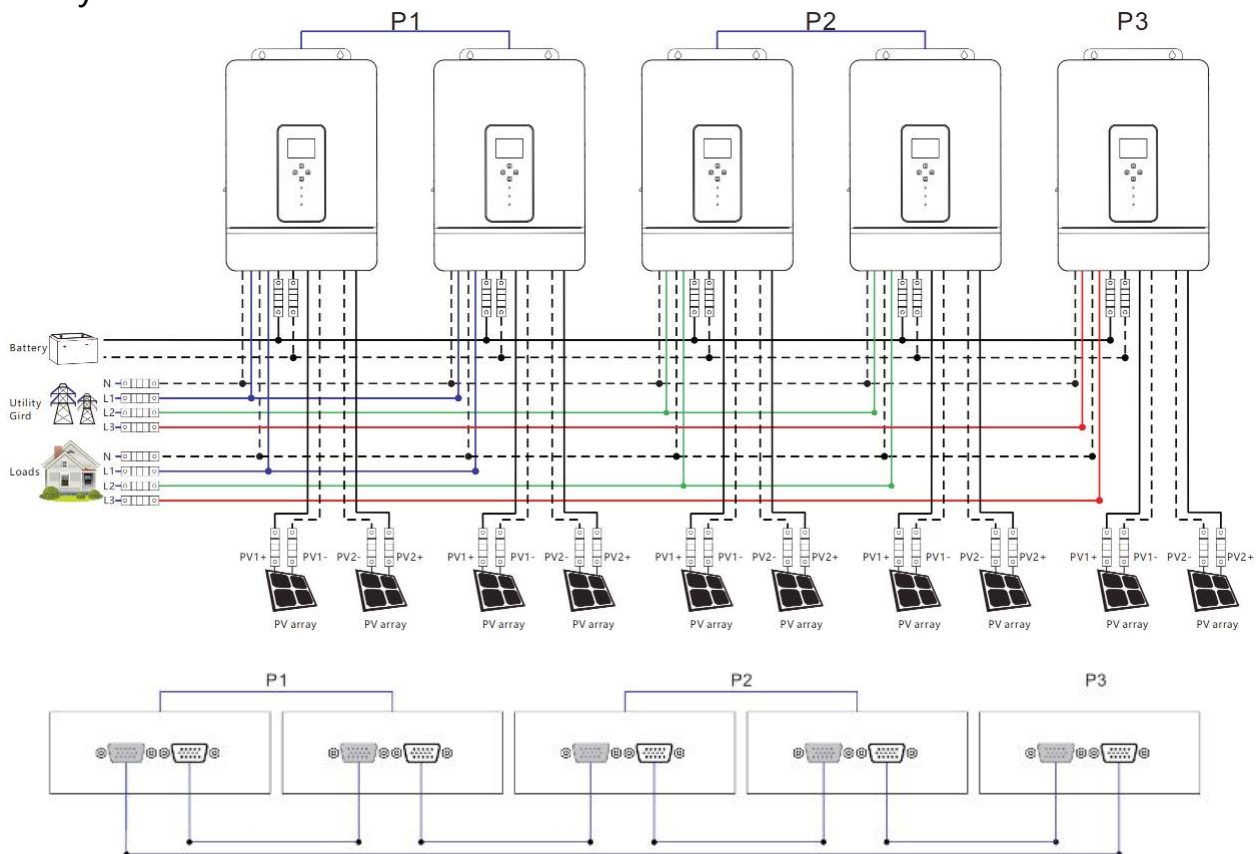 P1 P2 P3
Battery
N
L1
Utility
Gird
L2
L3
N
L1
Loads
L2
L3
PV1+ PV1- PV2- PV2+ PV1+ PV1- PV2- PV2+ PV1+ PV1- PV2- PV2+ PV1+ PV1- PV2- PV2+ PV1+ PV1- PV2- PV2+
PV array PV array PV array PV array PV array PV array PV array PV array PV array PV array
P1 P2 P3